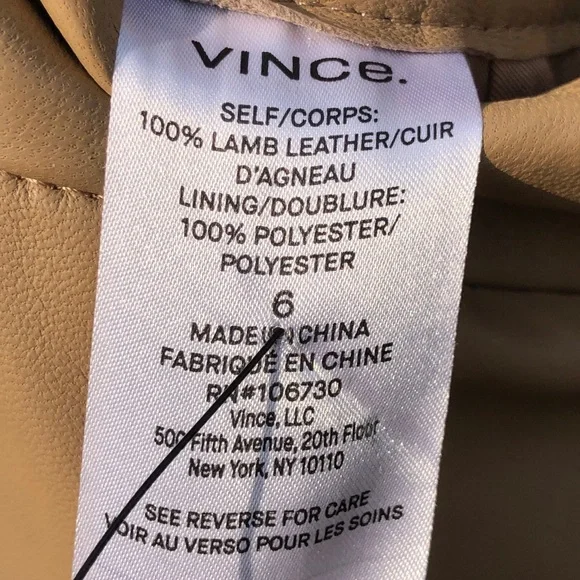 VINCE.
SELF/CORPS:
100% LAMB LEATHER/CUIR
D'AGNEAU
LINING/DOUBLURE:
100% POLYESTER/
POLYESTER
6
MADE IN CHINA
FABRIQUÉ EN CHINE
RN#106730
Vince, LLC
500 Fifth Avenue, 20th Floor
New York, NY 10110
SEE REVERSE FOR CARE
VOIR AU VERSO POUR LES SOINS